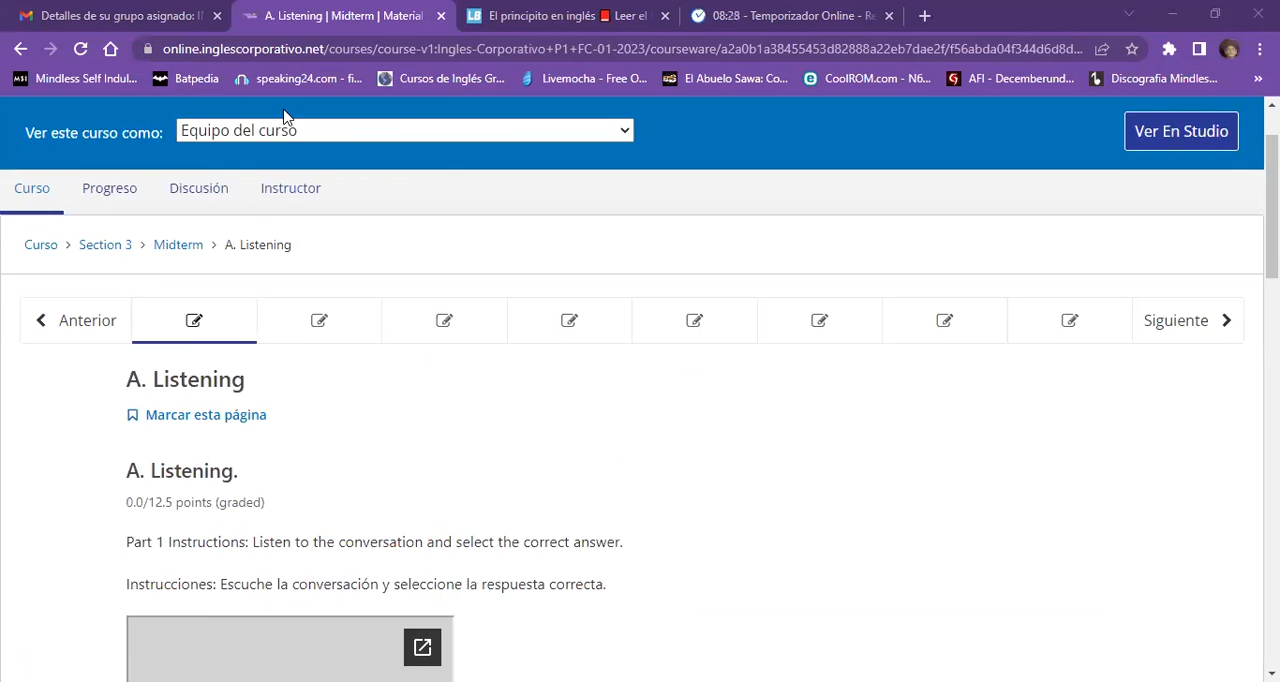 Detalles de su grupo asignado: IN
A. Listening | Midterm | Material
El principito en inglés 📕 Leer el
08:28 - Temporizador Online - Re
online.inglescorporativo.net/courses/course-v1:Ingles-Corporativo+P1+FC-01-2023/courseware/a2a0b1a38455453d82888a22eb7dae2f/f56abda04f344d6d8d...
Mindless Self Indul...
Batpedia
speaking24.com - fi...
Cursos de Inglés Gr...
Livemocha - Free O...
El Abuelo Sawa: Co...
CoolROM.com - N6...
AFI - Decemberund...
Discografia Mindles...
»
Ver este curso como:
Equipo del curso
Ver En Studio
Curso
Progreso
Discusión
Instructor
Curso > Section 3 > Midterm > A. Listening
Anterior
Siguiente
A. Listening
Marcar esta página
A. Listening.
0.0/12.5 points (graded)
Part 1 Instructions: Listen to the conversation and select the correct answer.
Instrucciones: Escuche la conversación y seleccione la respuesta correcta.